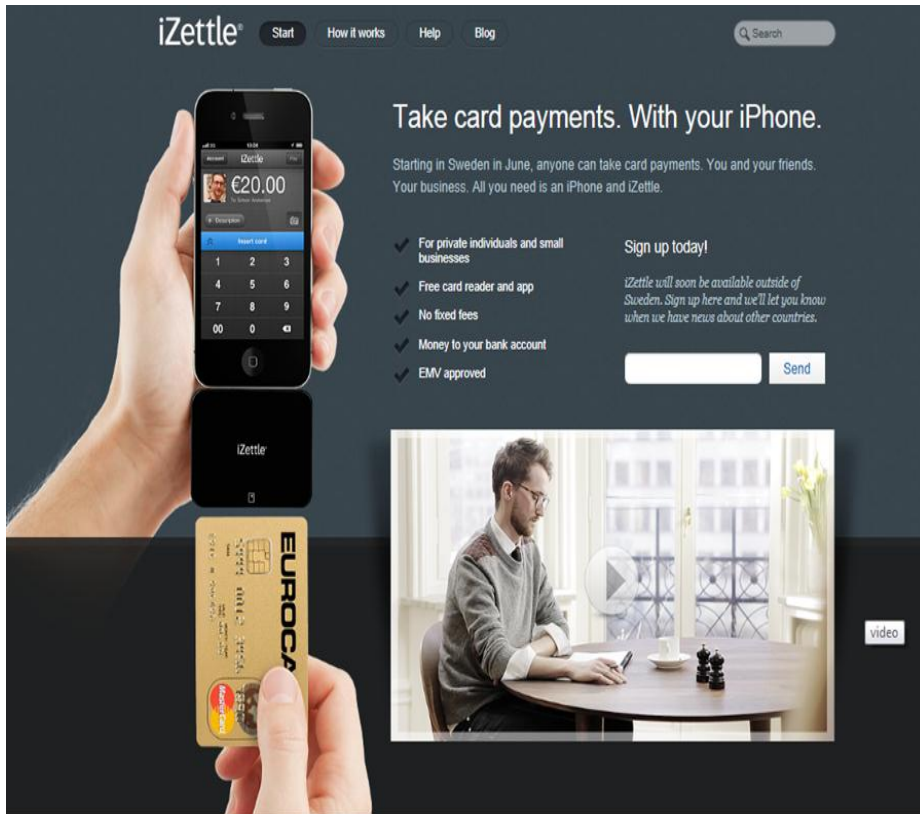 iZettle®
Start
How it works
Help
Blog
Search
Take card payments. With your iPhone.
Starting in Sweden in June, anyone can take card payments. You and your friends.
Your business. All you need is an iPhone and iZettle.
For private individuals and small
businesses
Free card reader and app
No fixed fees
Money to your bank account
EMV approved
Sign up today!
iZettle will soon be available outside of
Sweden. Sign up here and we'll let you know
when we have news about other countries.
Send
Account iZettle Pay
€20.00
+ Description
Insert card
1 2 3
4 5 6
7 8 9
00 0
iZettle
EUROCA
MasterCard
video